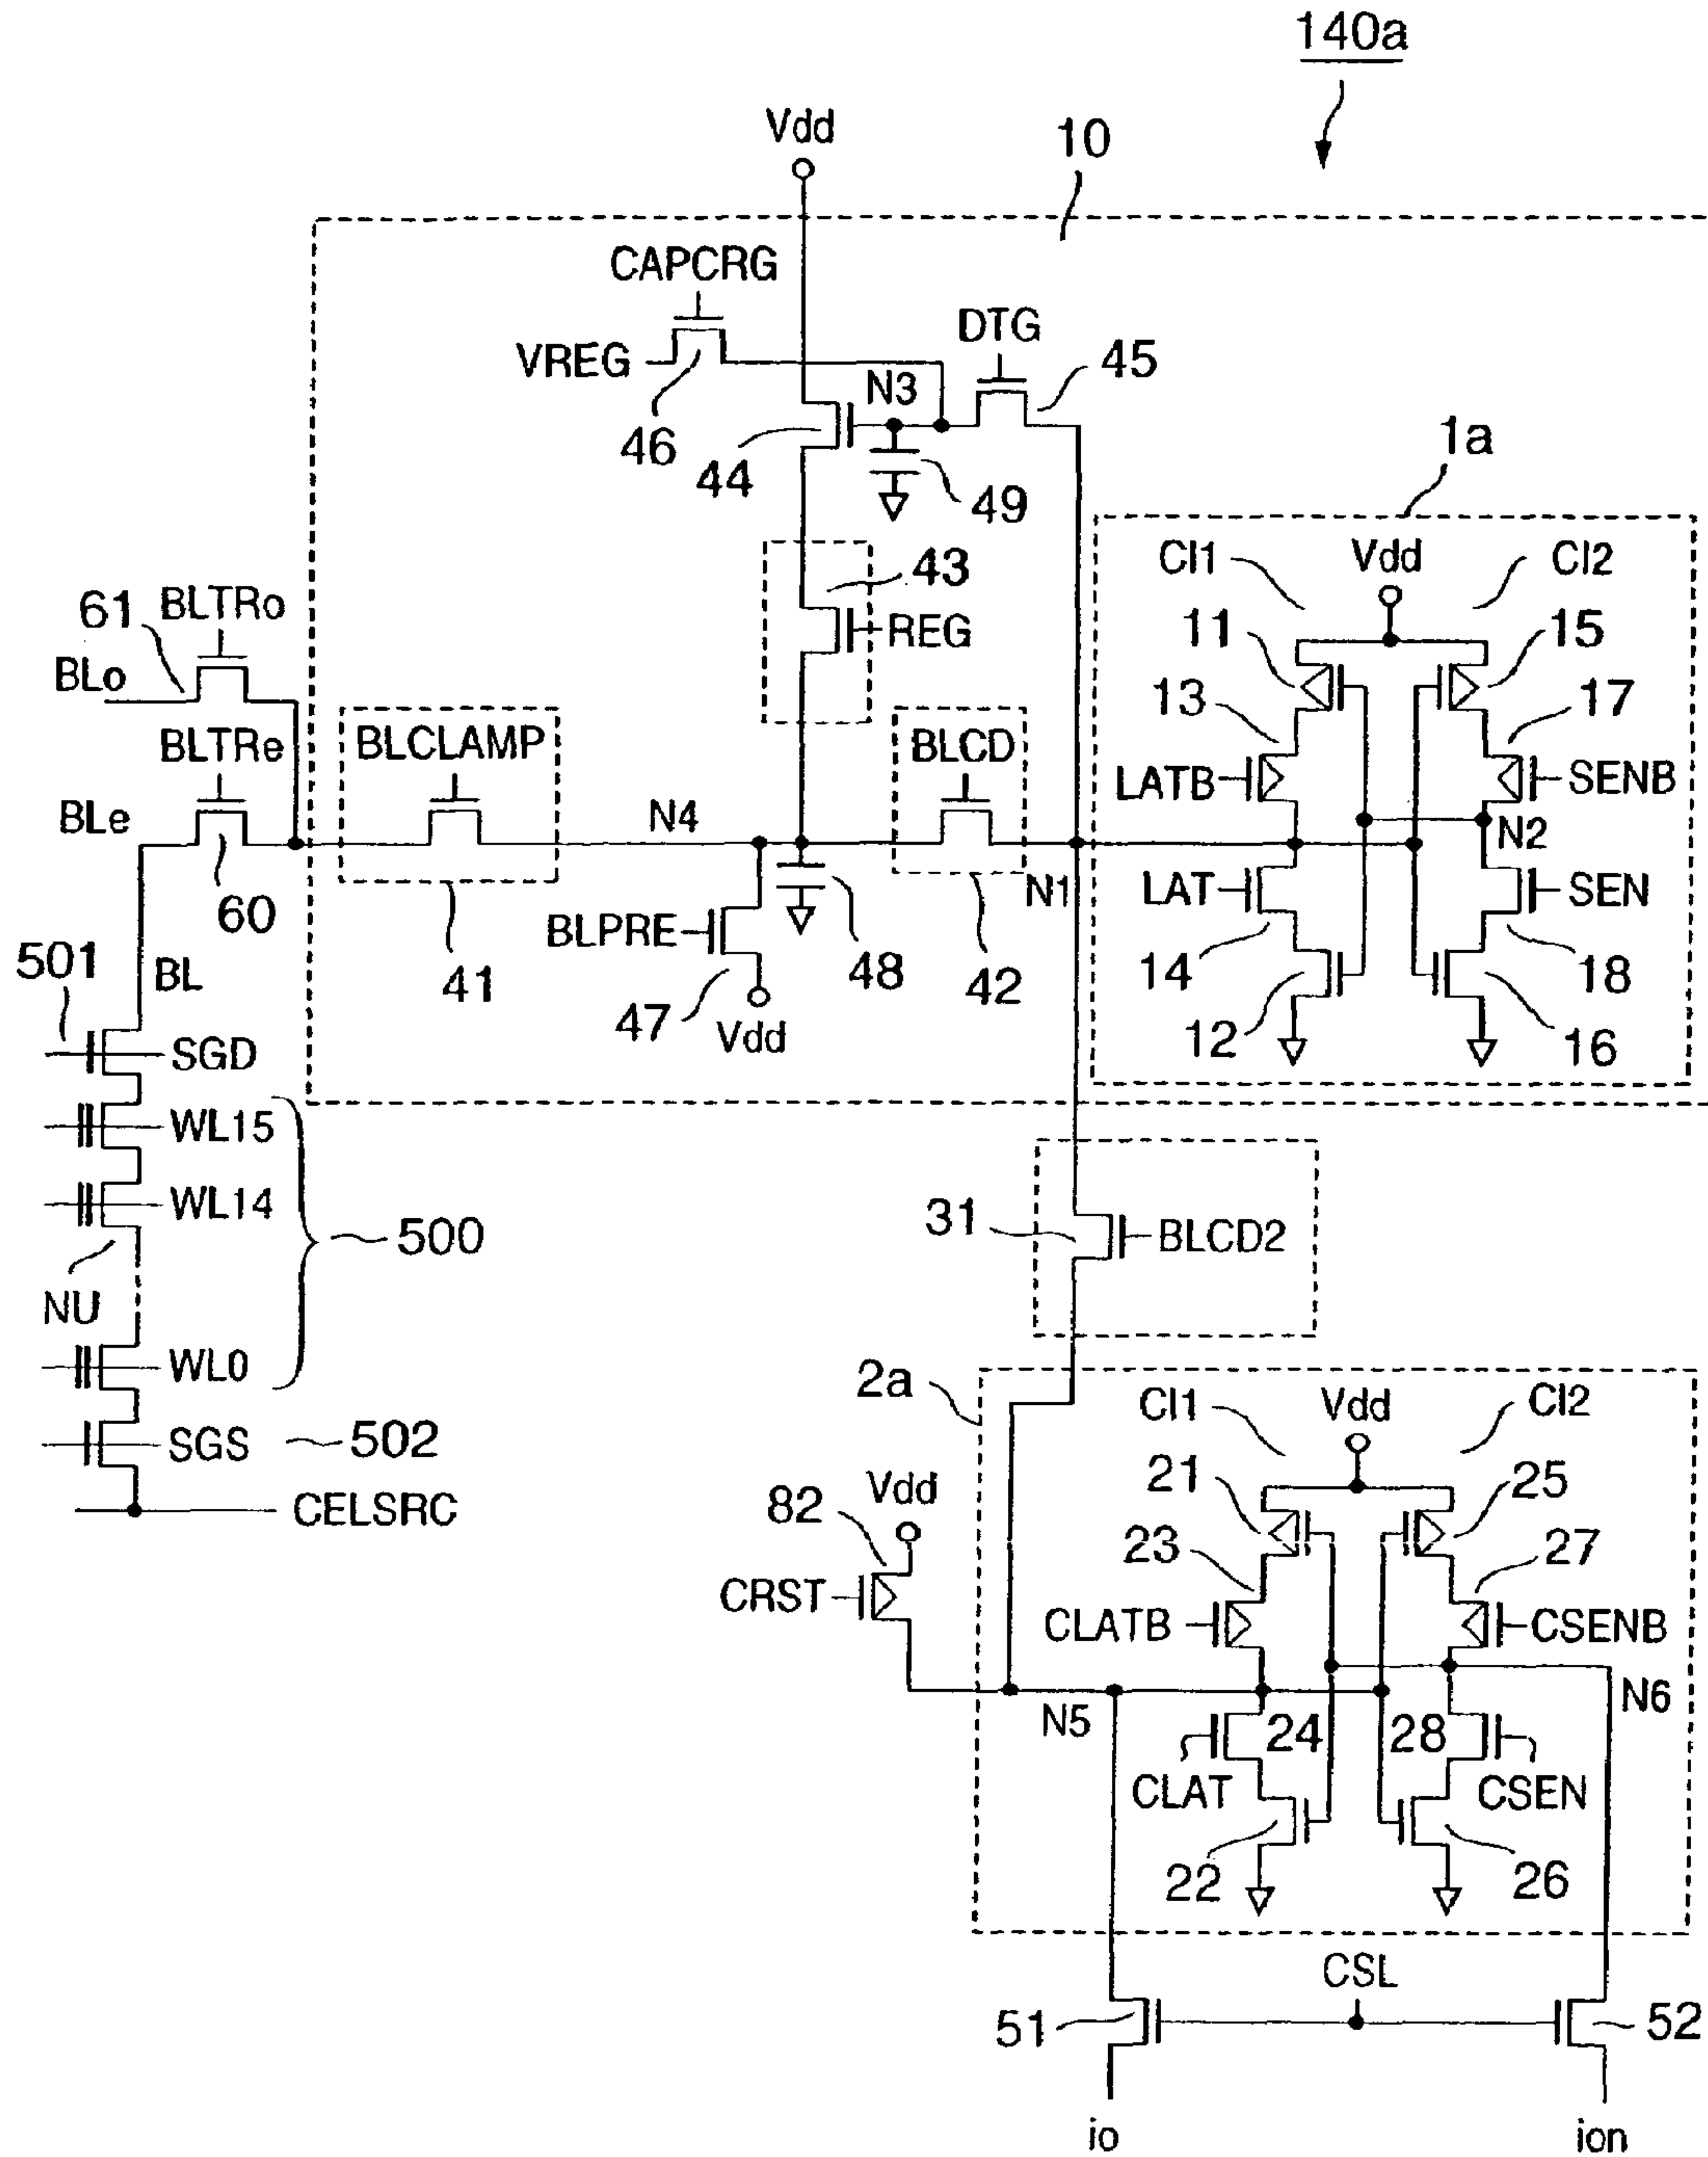 140a
Vdd
10
CAPCRG
DTG
VREG
45
N3
46
44
49
1a
CI1
Vdd
CI2
43
REG
11
15
61
BLTRo
BLo
13
17
BLTRe
BLCLAMP
BLCD
LATB
SENB
BLe
N4
N2
60
N1
LAT
SEN
BLPRE
48
501
BL
41
42
14
18
47
Vdd
12
16
SGD
WL15
WL14
500
31
BLCD2
NU
WL0
2a
CI1
Vdd
CI2
SGS
502
21
25
82
Vdd
CELSRC
23
27
CRST
CLATB
CSENB
N5
24
28
N6
CLAT
CSEN
22
26
CSL
51
52
io
ion